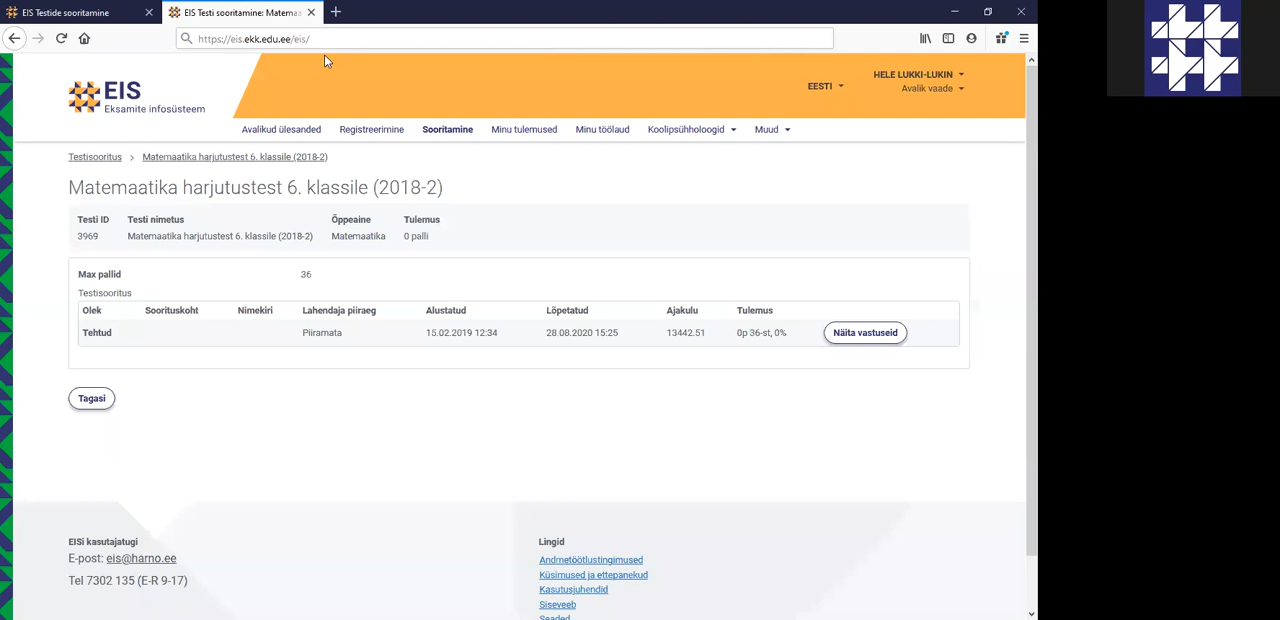 EIS Testide sooritamine
EIS Testi sooritamine: Matemaa
https://eis.ekk.edu.ee/eis/
EIS
Eksamite infosüsteem
EESTI
HELE LUKKI-LUKIN
Avalik vaade
Avalikud ülesanded Registreerimine Sooritamine Minu tulemused Minu töölaud Koolipsühholoogid Muud
Testisooritus > Matemaatika harjutustest 6. klassile (2018-2)
Matemaatika harjutustest 6. klassile (2018-2)
Testi ID Testi nimetus Õppeaine Tulemus
3969 Matemaatika harjutustest 6. klassile (2018-2) Matemaatika 0 palli
Max pallid 36
Testisooritus
Olek Soorituskoht Nimekiri Lahendaja piiraeg Alustatud Lõpetatud Ajakulu Tulemus
Tehtud Piiramata 15.02.2019 12:34 28.08.2020 15:25 13442.51 0p 36-st, 0% Näita vastuseid
Tagasi
EISi kasutajatugi
E-post: eis@harno.ee
Tel 7302 135 (E-R 9-17)
Lingid
Andmetöötlustingimused
Küsimused ja ettepanekud
Kasutusjuhendid
Siseveeb
Seaded